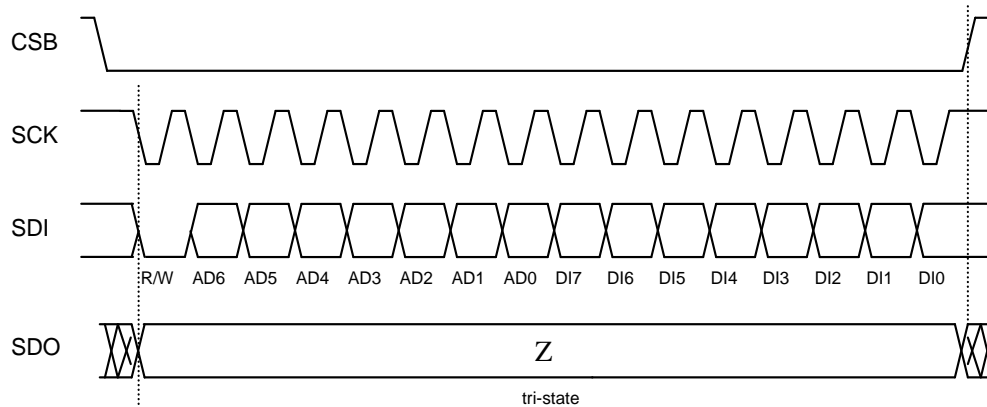 CSB
SCK
SDI
R/W AD6 AD5 AD4 AD3 AD2 AD1 AD0 DI7 DI6 DI5 DI4 DI3 DI2 DI1 DI0
SDO
Z
tri-state